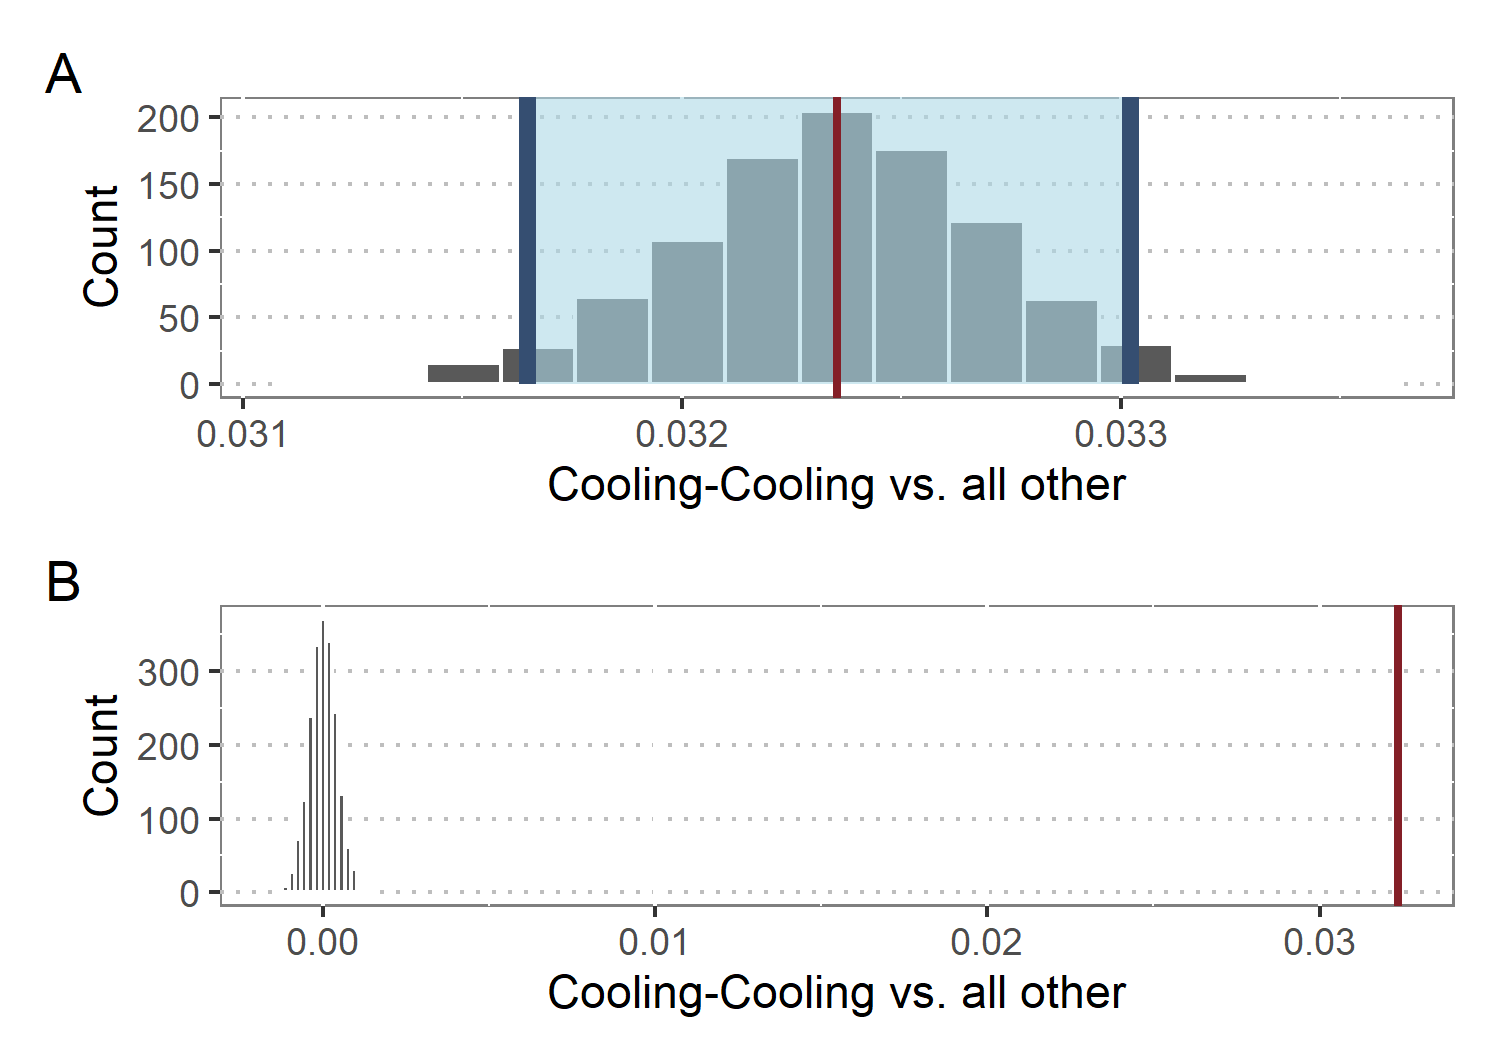 A
Count
200
150
100
50
0
0.031 0.032 0.033
Cooling-Cooling vs. all other
B
Count
300
200
100
0
0.00 0.01 0.02 0.03
Cooling-Cooling vs. all other